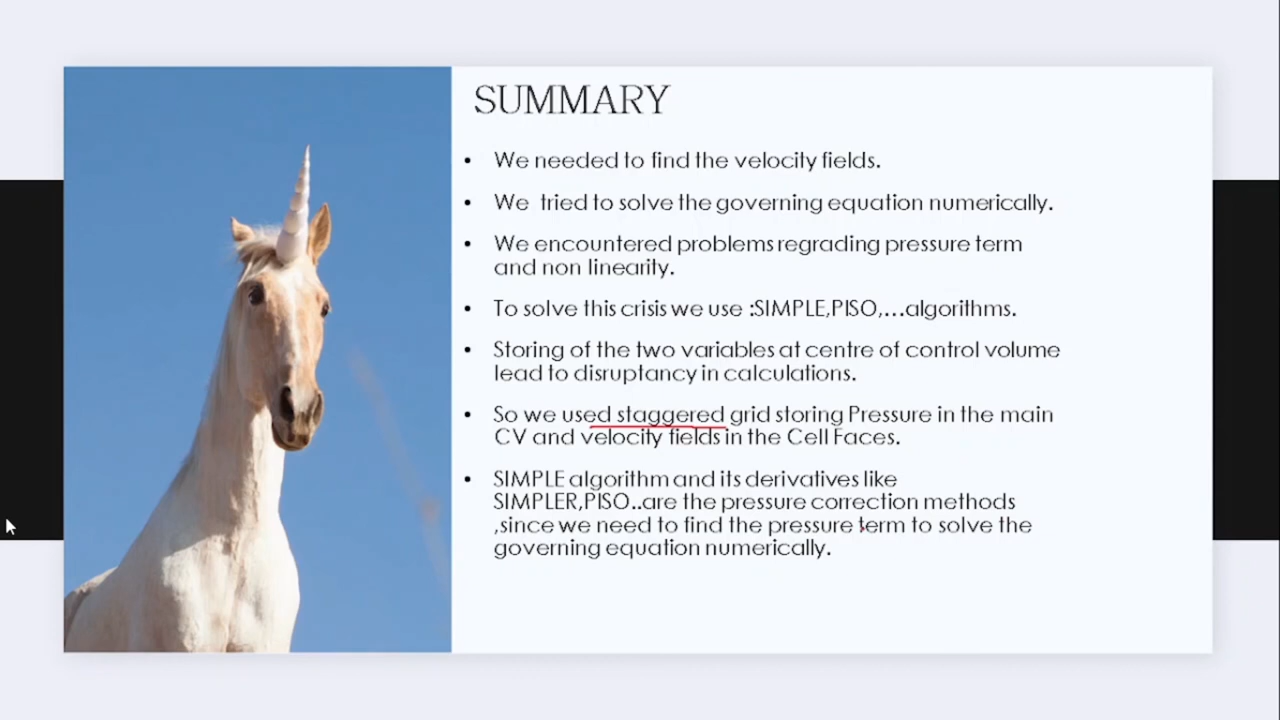 SUMMARY
• We needed to find the velocity fields.
• We tried to solve the governing equation numerically.
• We encountered problems regrading pressure term
and non linearity.
• To solve this crisis we use :SIMPLE,PISO,...algorithms.
• Storing of the two variables at centre of control volume
lead to disruptancy in calculations.
• So we used staggered grid storing Pressure in the main
CV and velocity fields in the Cell Faces.
• SIMPLE algorithm and its derivatives like
SIMPLER,PISO..are the pressure correction methods
,since we need to find the pressure term to solve the
governing equation numerically.